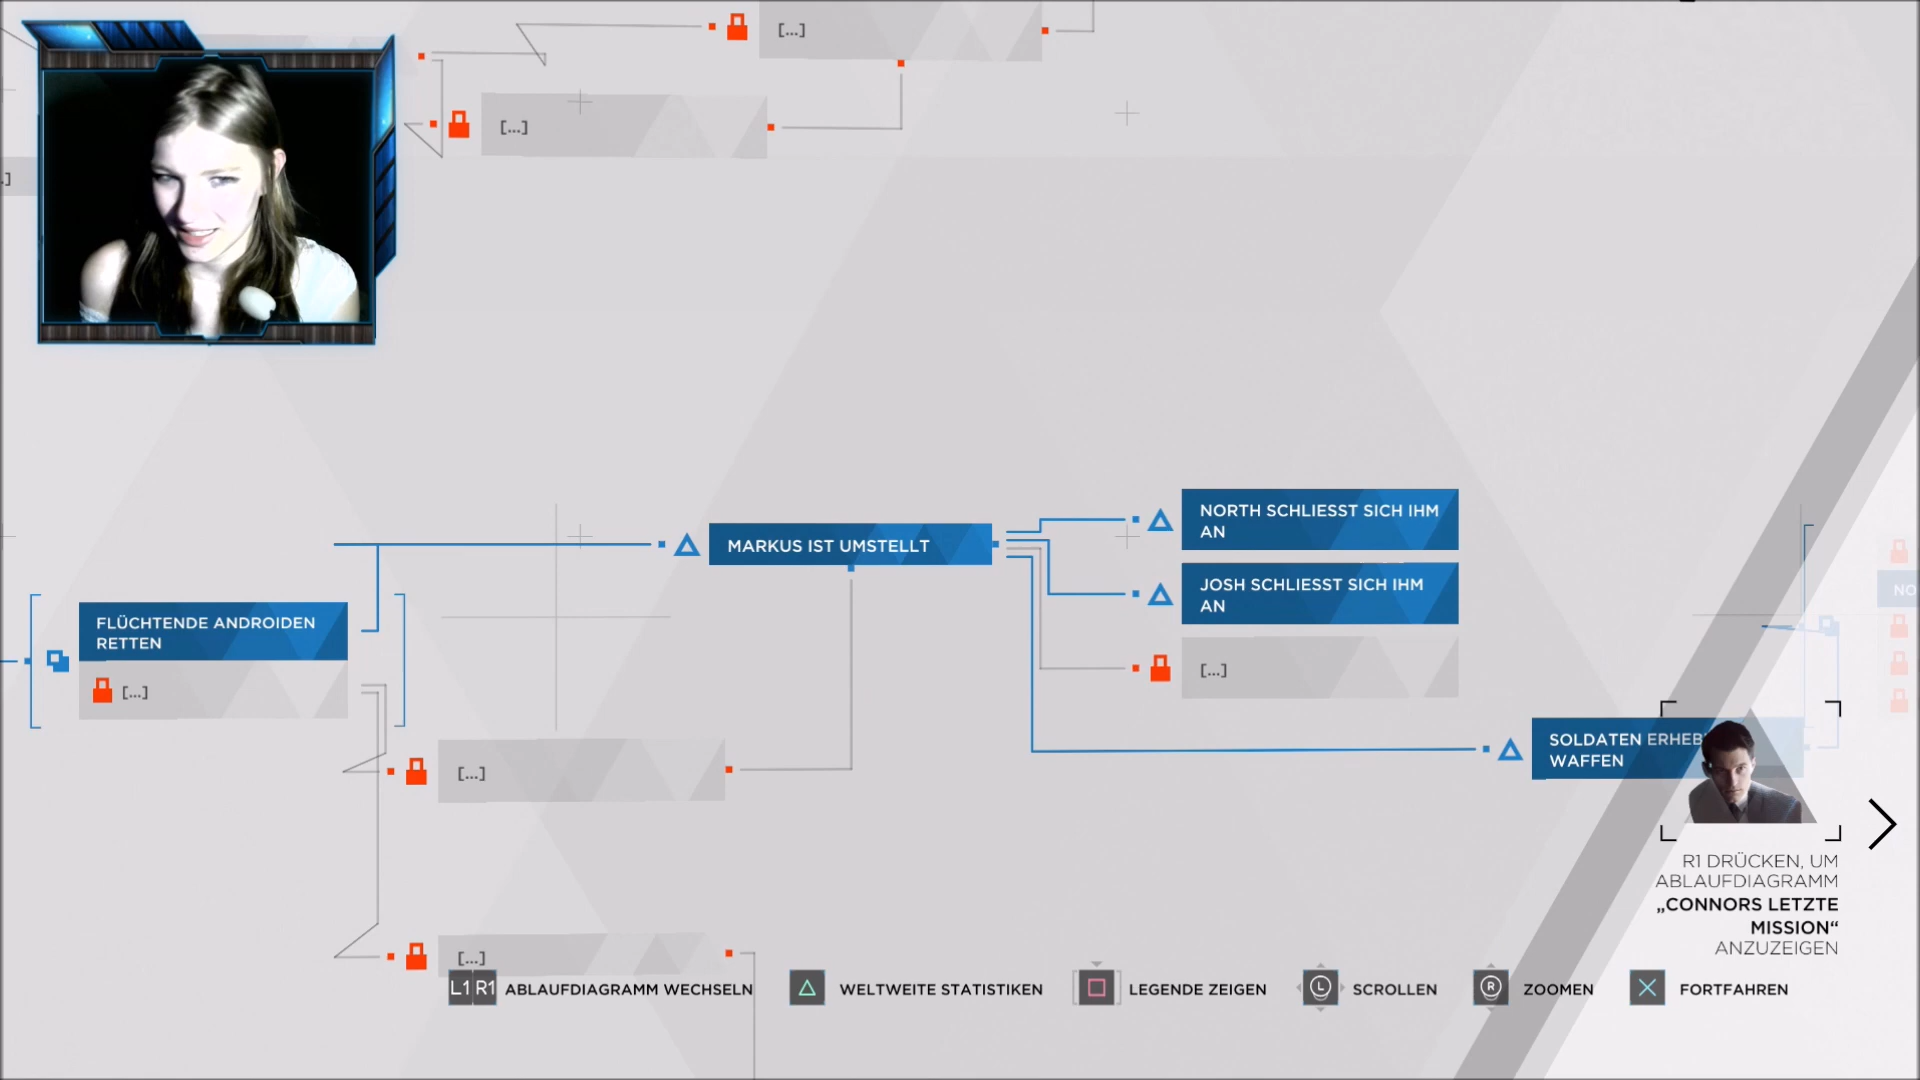 [...]
[...]
.]
NORTH SCHLIESST SICH IHM
AN
MARKUS IST UMSTELLT
JOSH SCHLIESST SICH IHM
AN
FLÜCHTENDE ANDROIDEN
RETTEN
[...]
[...]
NO
SOLDATEN ERHEB
WAFFEN
[...]
R1 DRÜCKEN, UM
ABLAUFDIAGRAMM
„CONNORS LETZTE
MISSION“
ANZUZEIGEN
[...]
L1 R1 ABLAUFDIAGRAMM WECHSELN
WELTWEITE STATISTIKEN
LEGENDE ZEIGEN
L SCROLLEN
R ZOOMEN
FORTFAHREN